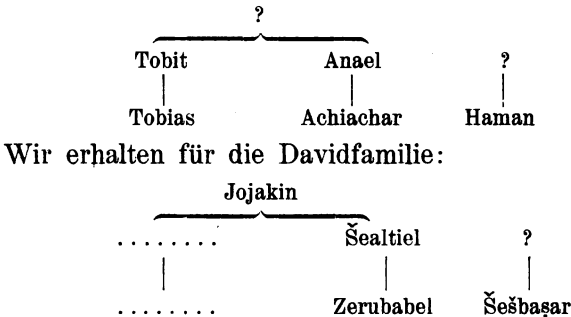 ?
Tobit Anael ?
Tobias Achiachar Haman
Wir erhalten für die Davidfamilie:
Jojakin
........ Šealtiel ?
........ Zerubabel Šešbaṣar